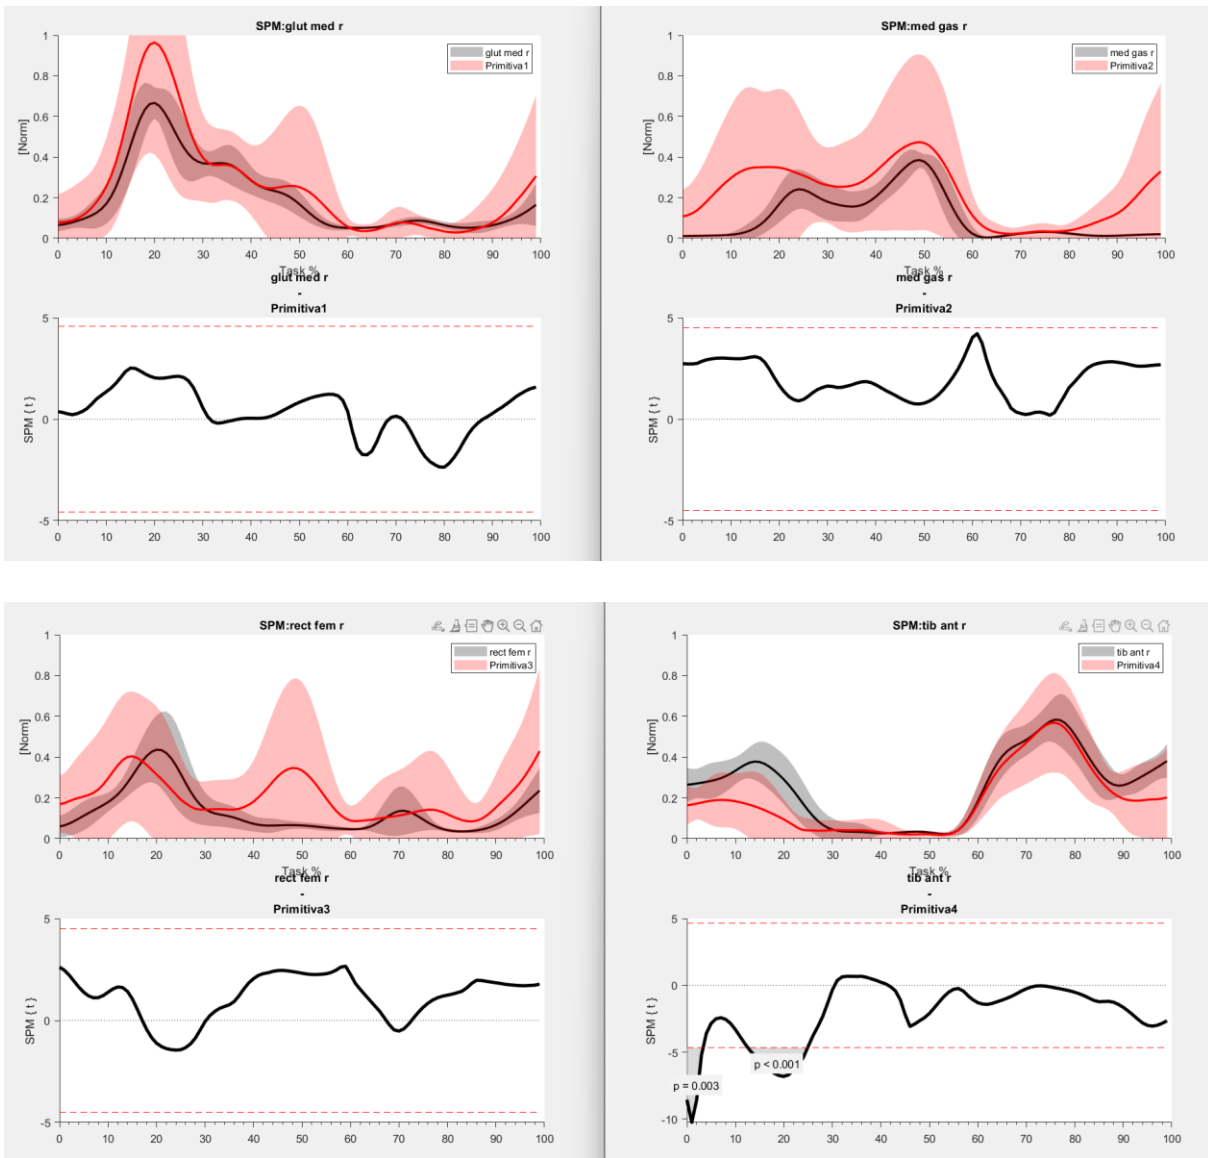 SPM:glut med r
1
0.8
0.6
0.4
0.2
0
[Norm]
glut med r
Primitiva1
0 10 20 30 40 50 60 70 80 90 100
Task %
glut med r
-
Primitiva1
5
0
-5
SPM { t }
0 10 20 30 40 50 60 70 80 90 100
SPM:med gas r
1
0.8
0.6
0.4
0.2
0
[Norm]
med gas r
Primitiva2
0 10 20 30 40 50 60 70 80 90 100
Task %
med gas r
-
Primitiva2
5
0
-5
SPM { t }
0 10 20 30 40 50 60 70 80 90 100
SPM:rect fem r
1
0.8
0.6
0.4
0.2
0
[Norm]
rect fem r
Primitiva3
0 10 20 30 40 50 60 70 80 90 100
Task %
rect fem r
-
Primitiva3
5
0
-5
SPM { t }
0 10 20 30 40 50 60 70 80 90 100
SPM:tib ant r
1
0.8
0.6
0.4
0.2
0
[Norm]
tib ant r
Primitiva4
0 10 20 30 40 50 60 70 80 90 100
Task %
tib ant r
-
Primitiva4
5
0
-5
-10
SPM { t }
p < 0.001
p = 0.003
0 10 20 30 40 50 60 70 80 90 100